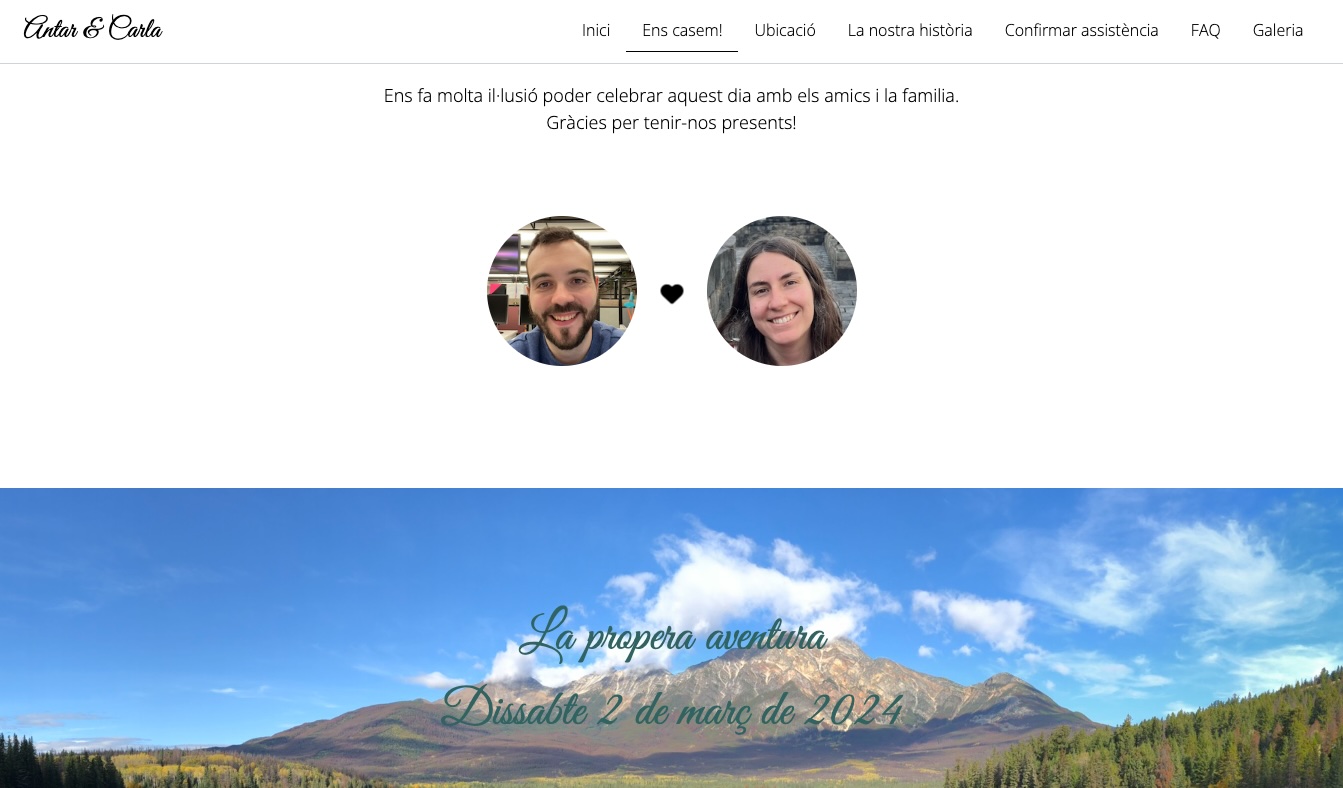 Antar & Carla
Inici
Ens casem!
Ubicació
La nostra història
Confirmar assistència
FAQ
Galeria
Ens fa molta il·lusió poder celebrar aquest dia amb els amics i la familia.
Gràcies per tenir-nos presents!
La propera aventura
Dissabte 2 de març de 2024